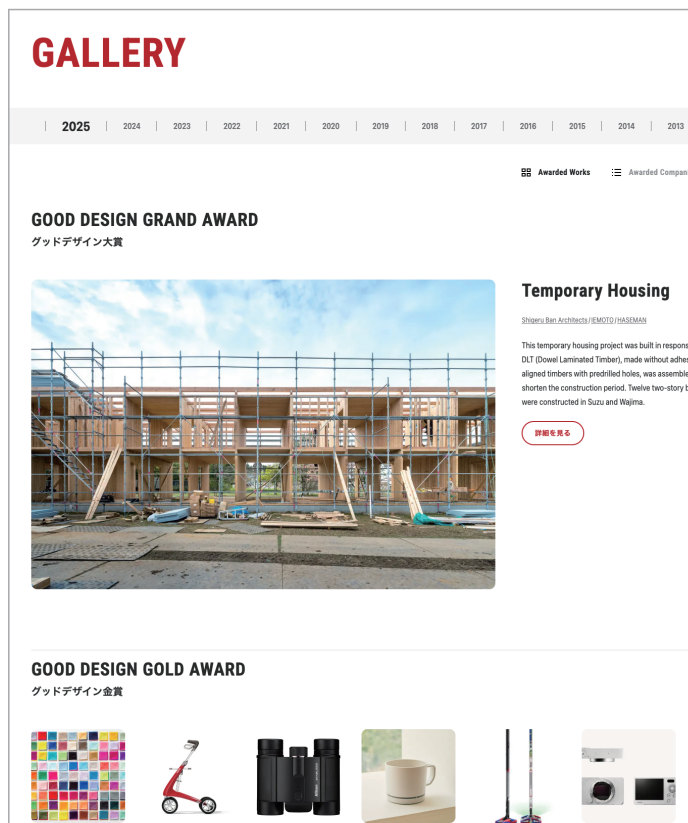 GALLERY
2025 2024 2023 2022 2021 2020 2019 2018 2017 2016 2015 2014 2013
Awarded Works Awarded Compani
GOOD DESIGN GRAND AWARD
グッドデザイン大賞
Temporary Housing
Shigeru Ban Architects / IEMOTO / HASEMAN
This temporary housing project was built in respons
DLT (Dowel Laminated Timber), made without adhes
aligned timbers with predrilled holes, was assemble
shorten the construction period. Twelve two-story b
were constructed in Suzu and Wajima.
詳細を見る
GOOD DESIGN GOLD AWARD
グッドデザイン金賞